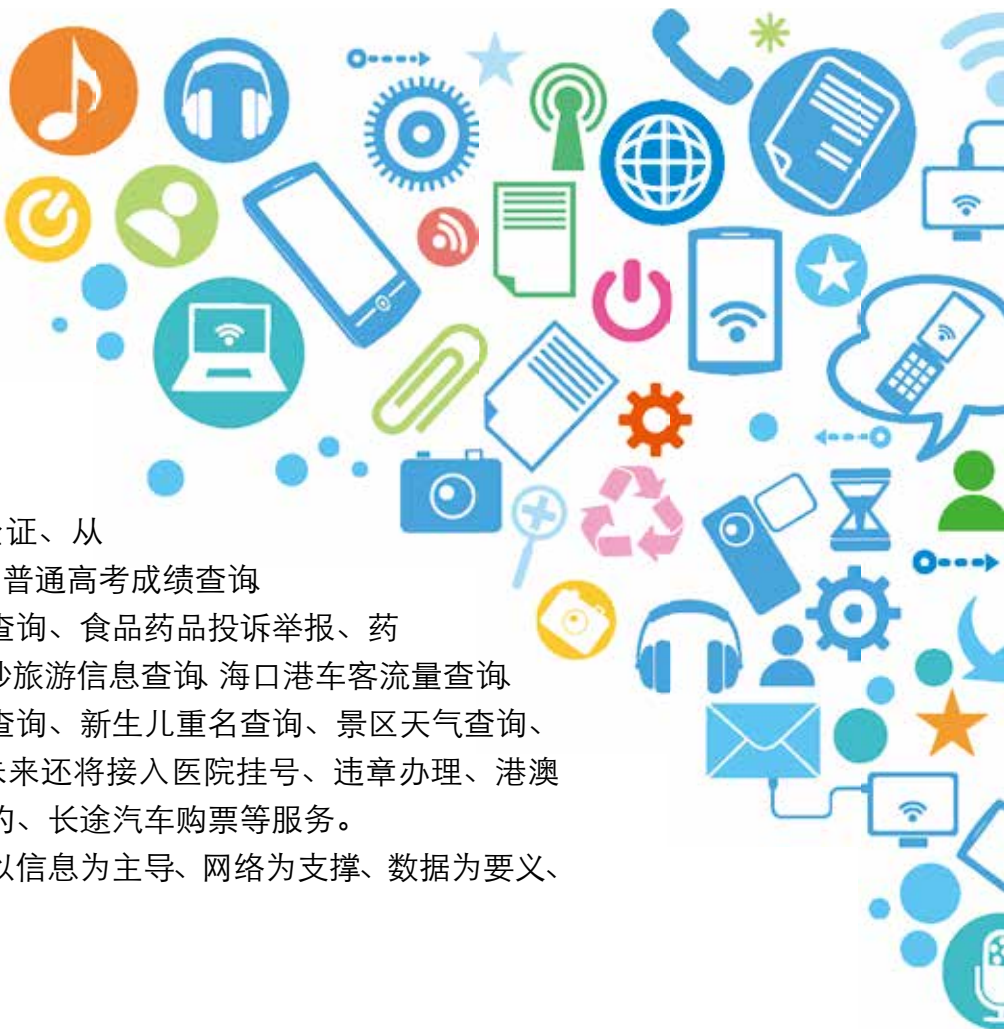 证、从
普通高考成绩查询
查询、食品药品投诉举报、药
旅游信息查询 海口港车客流量查询
查询、新生儿重名查询、景区天气查询、
未来还将接入医院挂号、违章办理、港澳
、长途汽车购票等服务。
以信息为主导、网络为支撑、数据为要义、